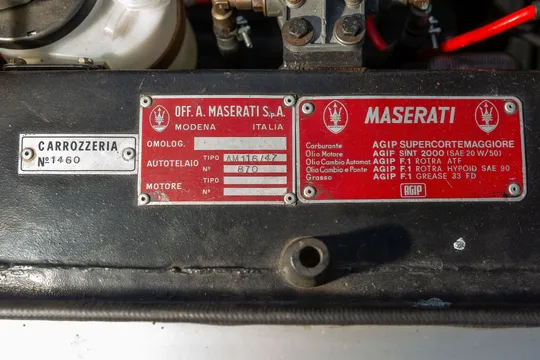 CARROZZERIA
Nº1460
OFF. A. MASERATI S.p.A.
MODENA ITALIA
OMOLOG.
AUTOTELAIO TIPO AM 116/47
Nº 870
MOTORE TIPO
Nº
MASERATI
Carburante AGIP SUPERCORTEMAGGIORE
Olio Motore AGIP SINT 2000 (SAE 20 W/50)
Olio Cambio Automat. AGIP F.1 ROTRA ATF
Olio Cambio e Ponte AGIP F.1 ROTRA HYPOID SAE 90
Grasso AGIP F.1 GREASE 33 FD
AGIP